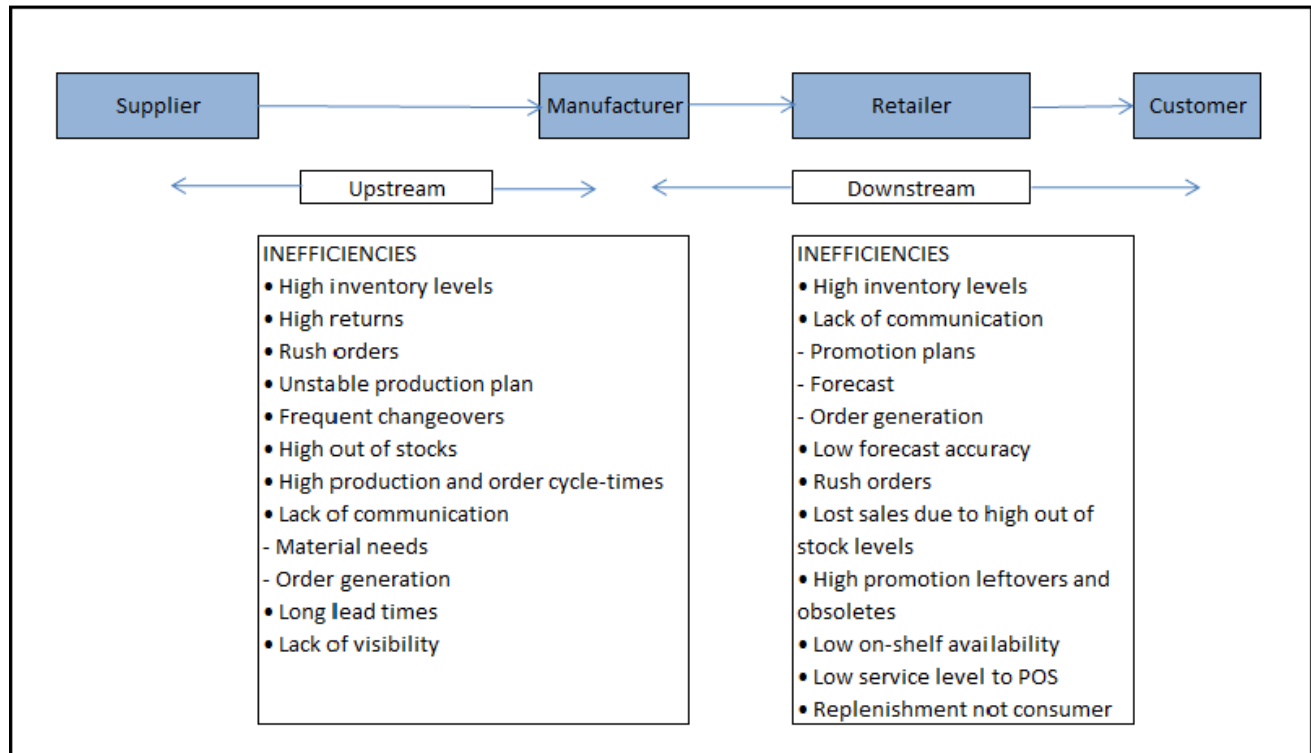 Supplier
Manufacturer
Retailer
Customer
Upstream
Downstream
INEFFICIENCIES
• High inventory levels
• High returns
• Rush orders
• Unstable production plan
• Frequent changeovers
• High out of stocks
• High production and order cycle-times
• Lack of communication
- Material needs
- Order generation
• Long lead times
• Lack of visibility
INEFFICIENCIES
• High inventory levels
• Lack of communication
- Promotion plans
- Forecast
- Order generation
• Low forecast accuracy
• Rush orders
• Lost sales due to high out of
stock levels
• High promotion leftovers and
obsoletes
• Low on-shelf availability
• Low service level to POS
• Replenishment not consumer